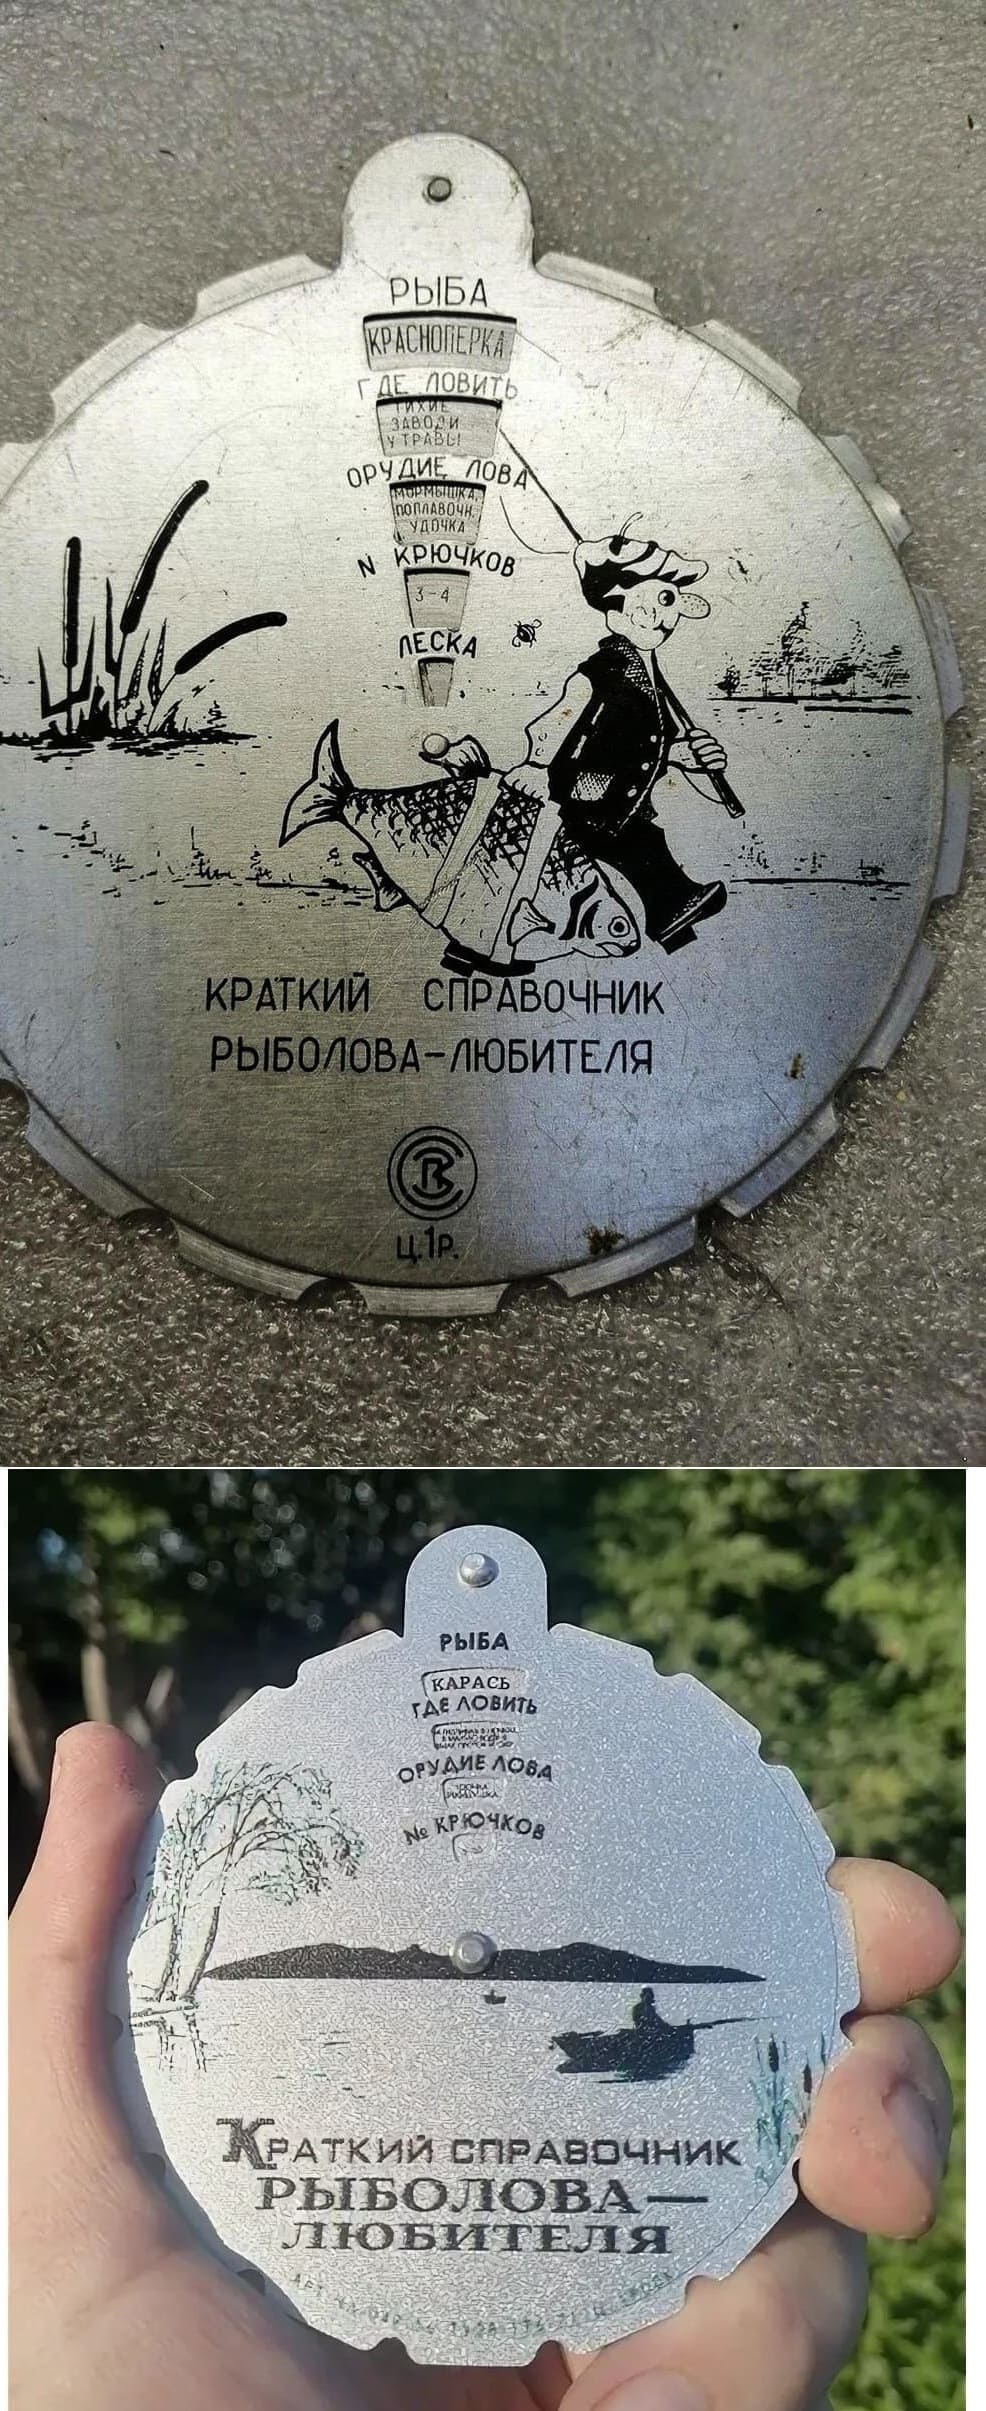 РЫБА
КРАСНОПЕРКА
ГДЕ ЛОВИТЬ
ТИХИЕ
ЗАВОДИ
У ТРАВЫ
ОРУДИЕ ЛОВА
МОРМЫШКА,
ПОПЛАВОЧН.
УДОЧКА
N КРЮЧКОВ
3-4
ЛЕСКА
КРАТКИЙ СПРАВОЧНИК
РЫБОЛОВА-ЛЮБИТЕЛЯ
Ц.1Р.
РЫБА
КАРАСЬ
ГДЕ ЛОВИТЬ
ОРУДИЕ ЛОВА
№ КРЮЧКОВ
КРАТКИЙ СПРАВОЧНИК
РЫБОЛОВА—
ЛЮБИТЕЛЯ